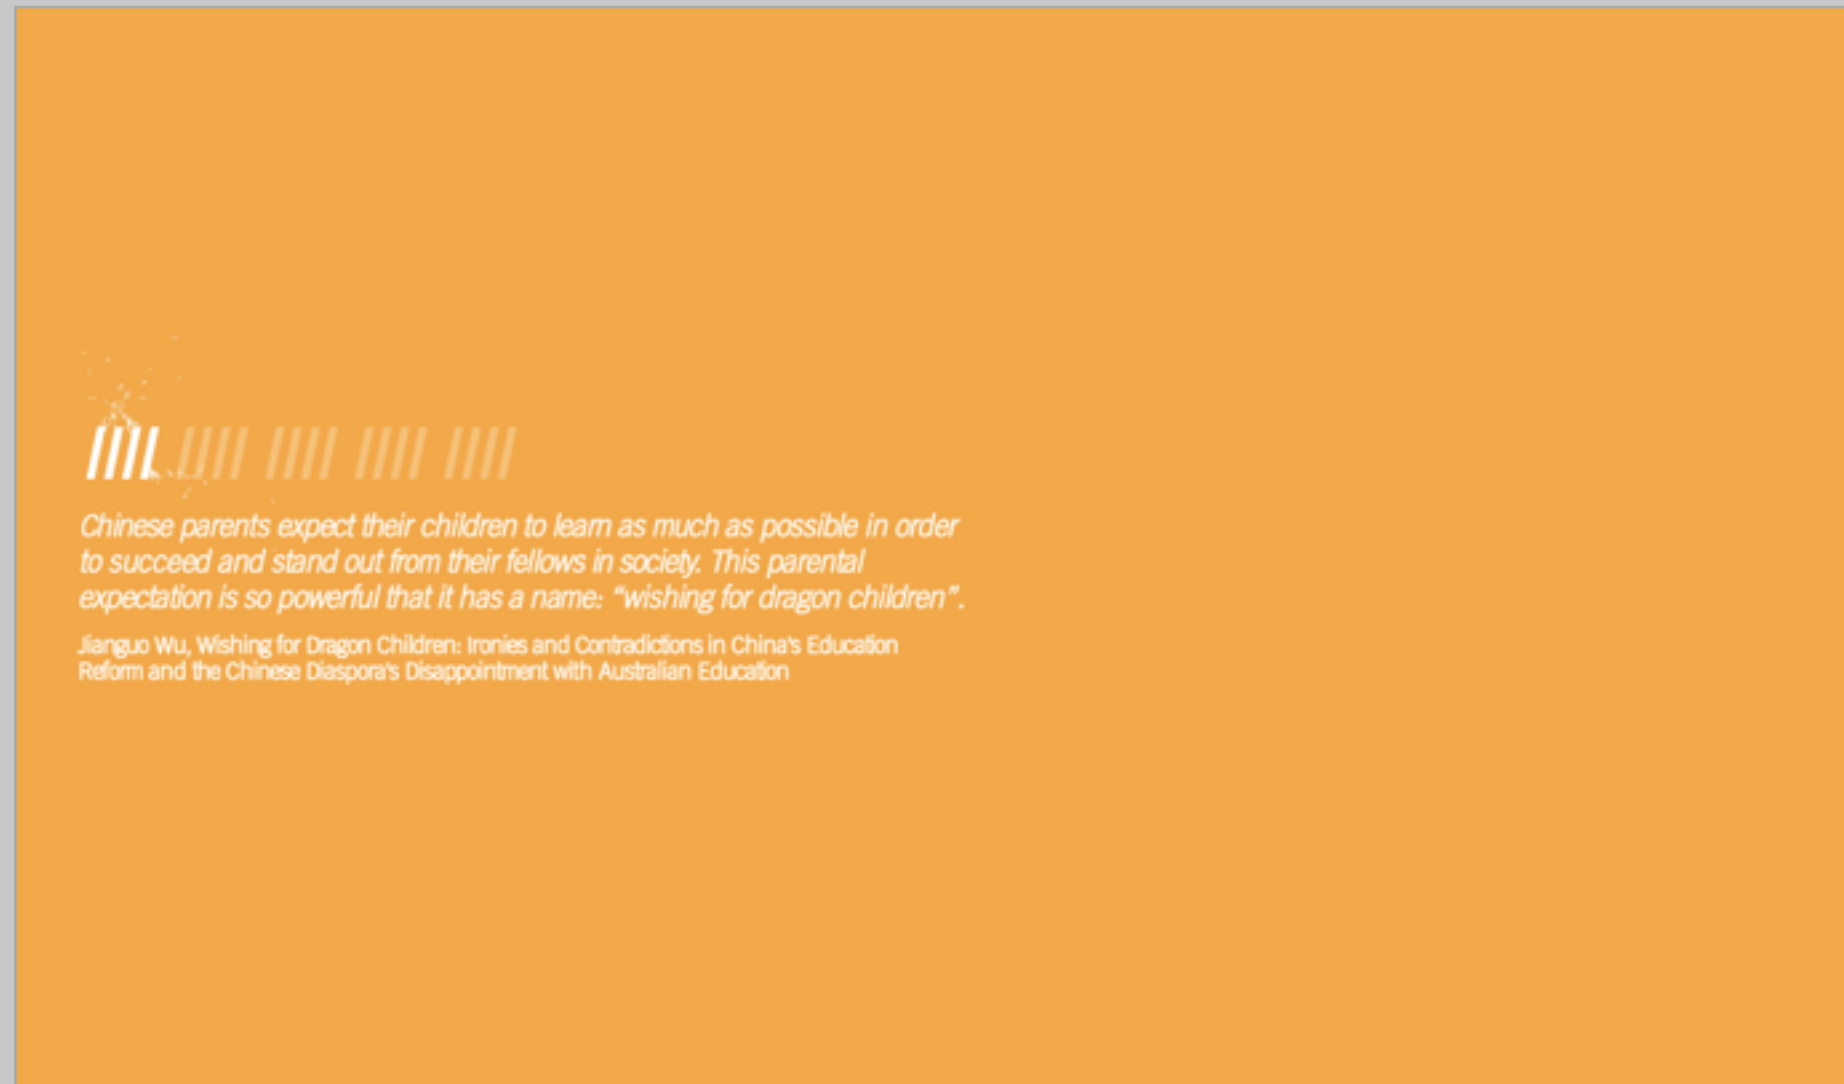 Chinese parents expect their children to learn as much as possible in order
to succeed and stand out from their fellows in society. This parental
expectation is so powerful that it has a name: “wishing for dragon children”.
Jianguo Wu, Wishing for Dragon Children: Ironies and Contradictions in China's Education
Reform and the Chinese Diaspora's Disappointment with Australian Education